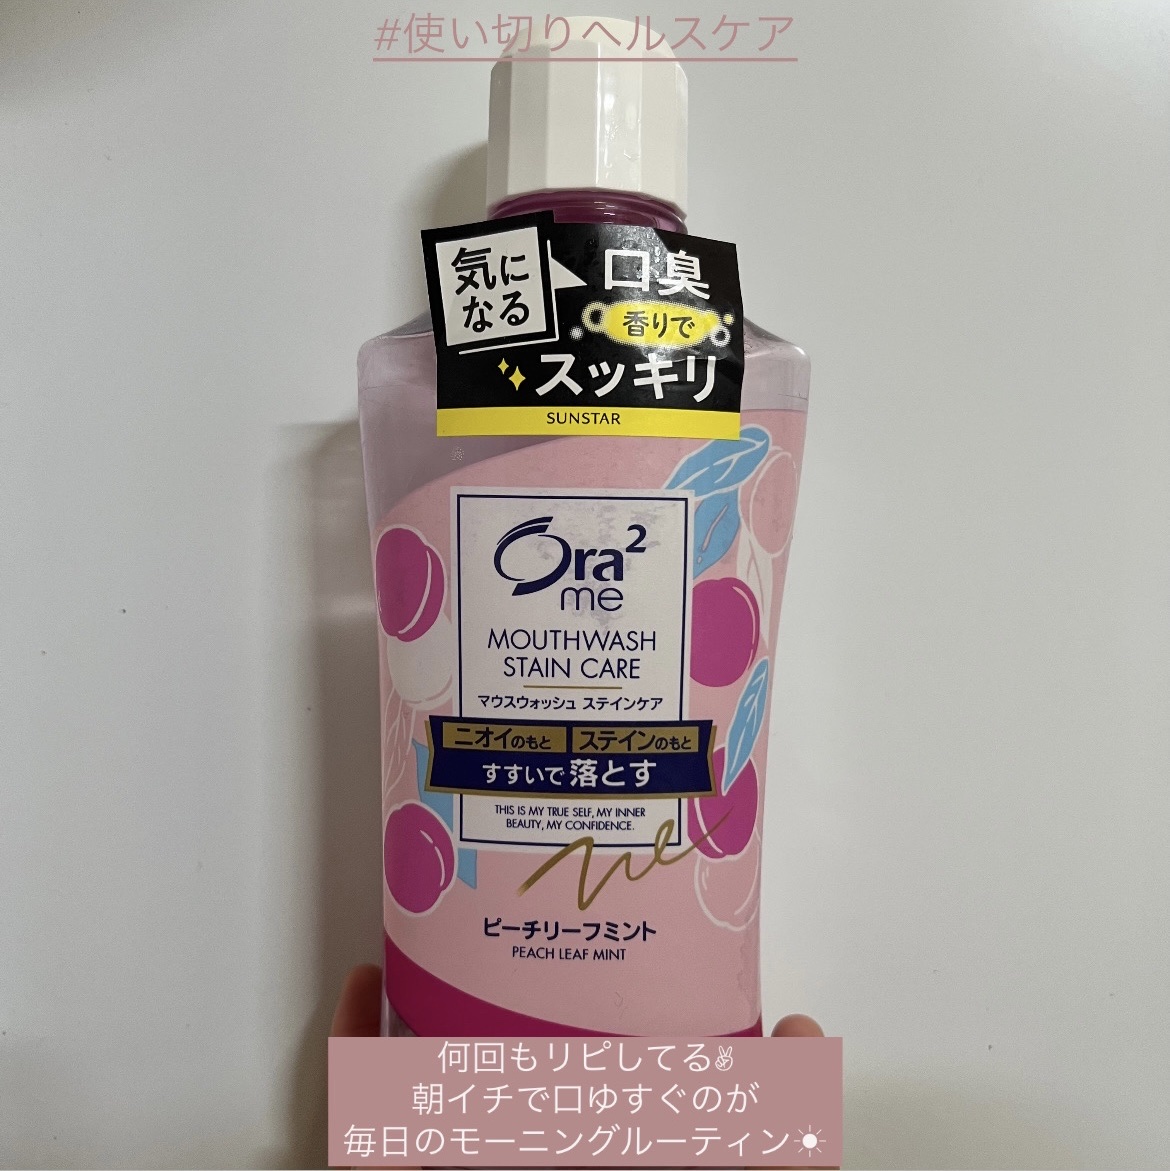 #使い切りヘルスケア
気に
なる
口臭
香りで
スッキリ
SUNSTAR
Ora2
me
MOUTHWASH
STAIN CARE
マウスウォッシュ ステインケア
ニオイのもと ステインのもと
すすいで落とす
THIS IS MY TRUE SELF, MY INNER
BEAUTY, MY CONFIDENCE.
me
ピーチリーフミント
PEACH LEAF MINT
何回もリピしてる✌
朝イチで口ゆすぐのが
毎日のモーニングルーティン☀